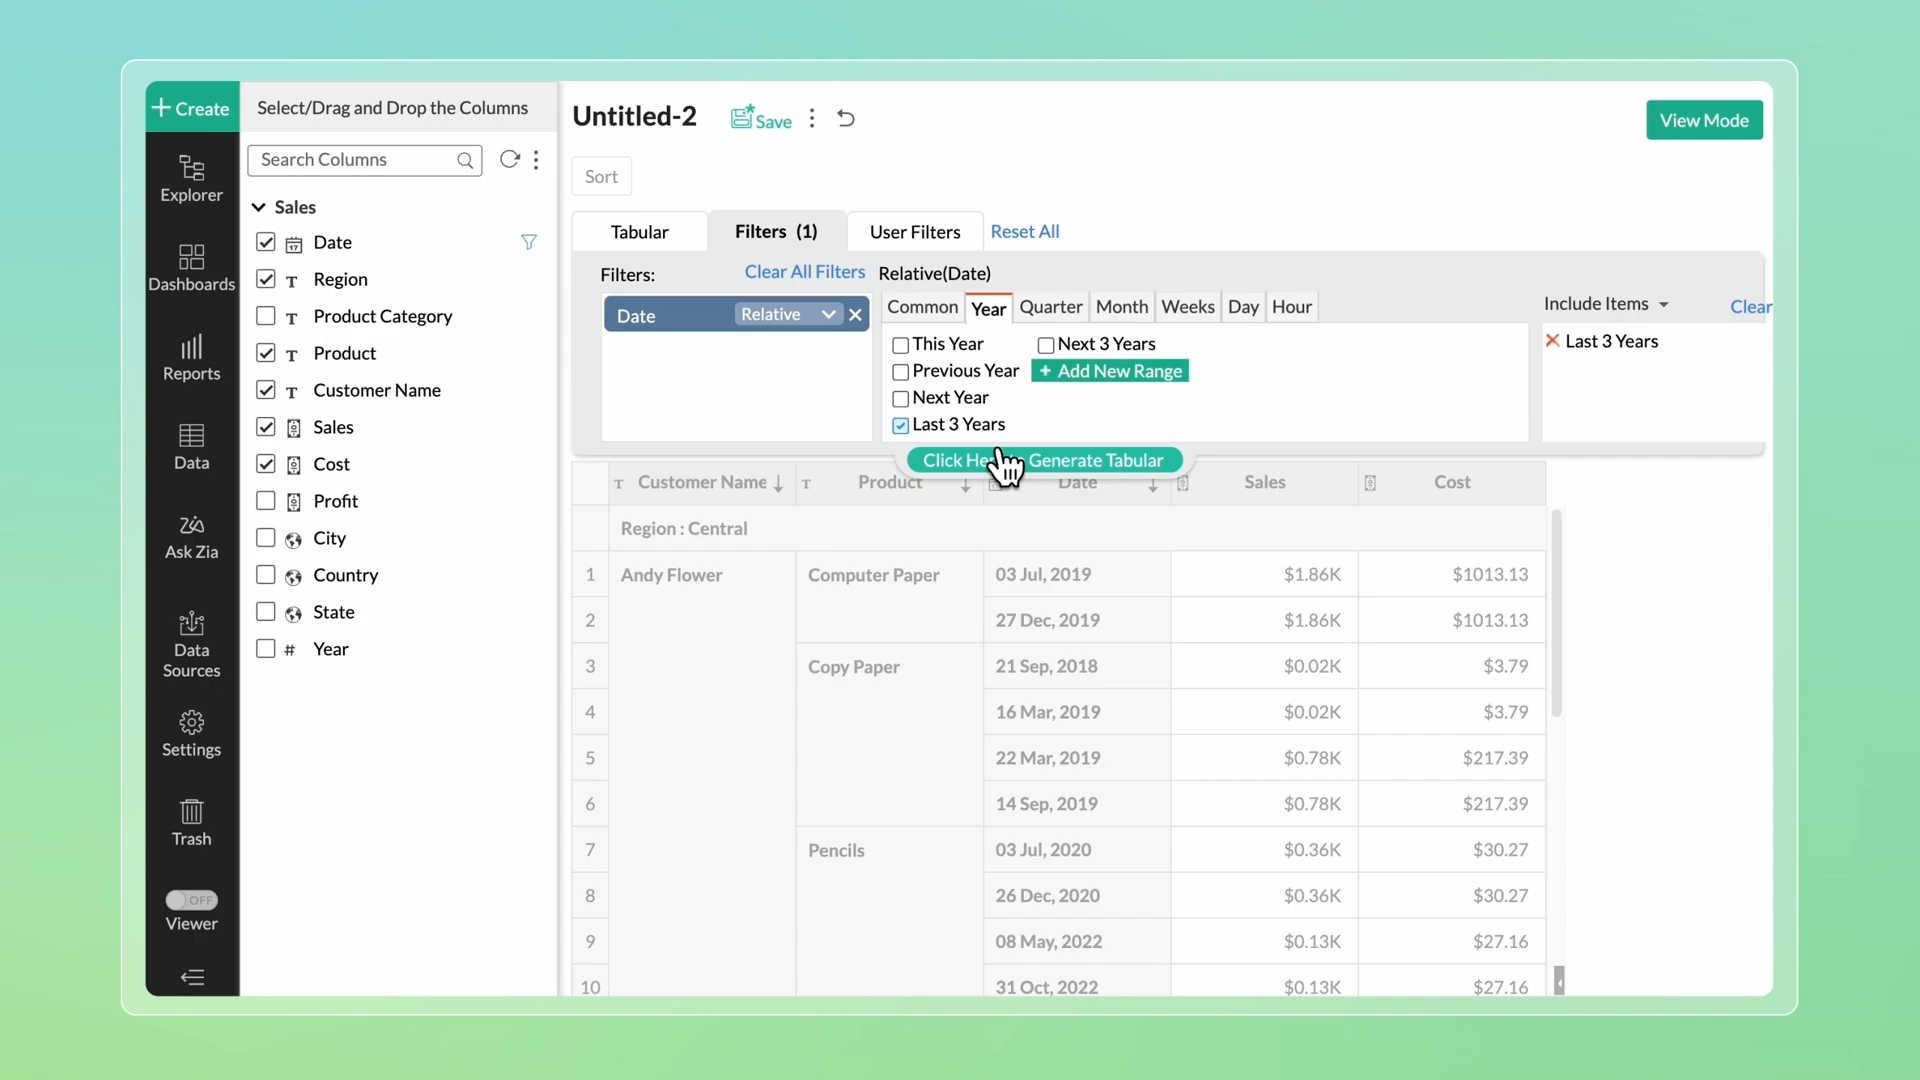 Create
Select/Drag and Drop the Columns
Untitled-2
Save
View Mode
Search Columns
Explorer
Dashboards
Reports
Data
Ask Zia
Data
Sources
Settings
Trash
OFF
Viewer
Sales
Date
Region
Product Category
Product
Customer Name
Sales
Cost
Profit
City
Country
State
# Year
Sort
Tabular
Filters (1)
User Filters
Reset All
Filters:
Clear All Filters
Relative(Date)
Date
Relative
Common
Year
Quarter
Month
Weeks
Day
Hour
Include Items
Clear
This Year
Next 3 Years
Previous Year
+ Add New Range
Next Year
Last 3 Years
Last 3 Years
Click Generate Tabular
T Customer Name
T Product
Date
Sales
Cost
Region : Central
1 Andy Flower Computer Paper 03 Jul, 2019 $1.86K $1013.13
2 27 Dec, 2019 $1.86K $1013.13
3 Copy Paper 21 Sep, 2018 $0.02K $3.79
4 16 Mar, 2019 $0.02K $3.79
5 22 Mar, 2019 $0.78K $217.39
6 14 Sep, 2019 $0.78K $217.39
7 Pencils 03 Jul, 2020 $0.36K $30.27
8 26 Dec, 2020 $0.36K $30.27
9 08 May, 2022 $0.13K $27.16
10 31 Oct, 2022 $0.13K $27.16